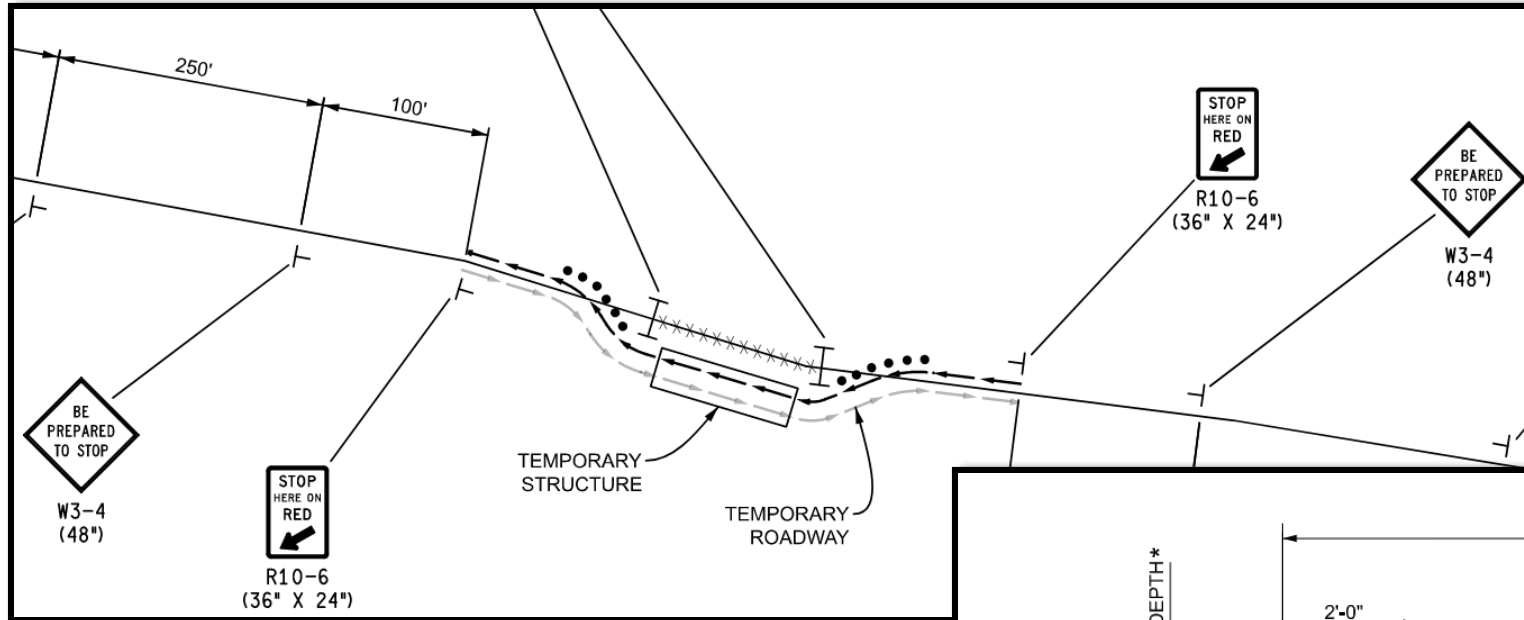 250'
100'
STOP
HERE ON
RED
R10-6
(36" X 24")
BE
PREPARED
TO STOP
W3-4
(48")
BE
PREPARED
TO STOP
W3-4
(48")
STOP
HERE ON
RED
R10-6
(36" X 24")
TEMPORARY
STRUCTURE
TEMPORARY
ROADWAY
DEPTH*
2'-0"